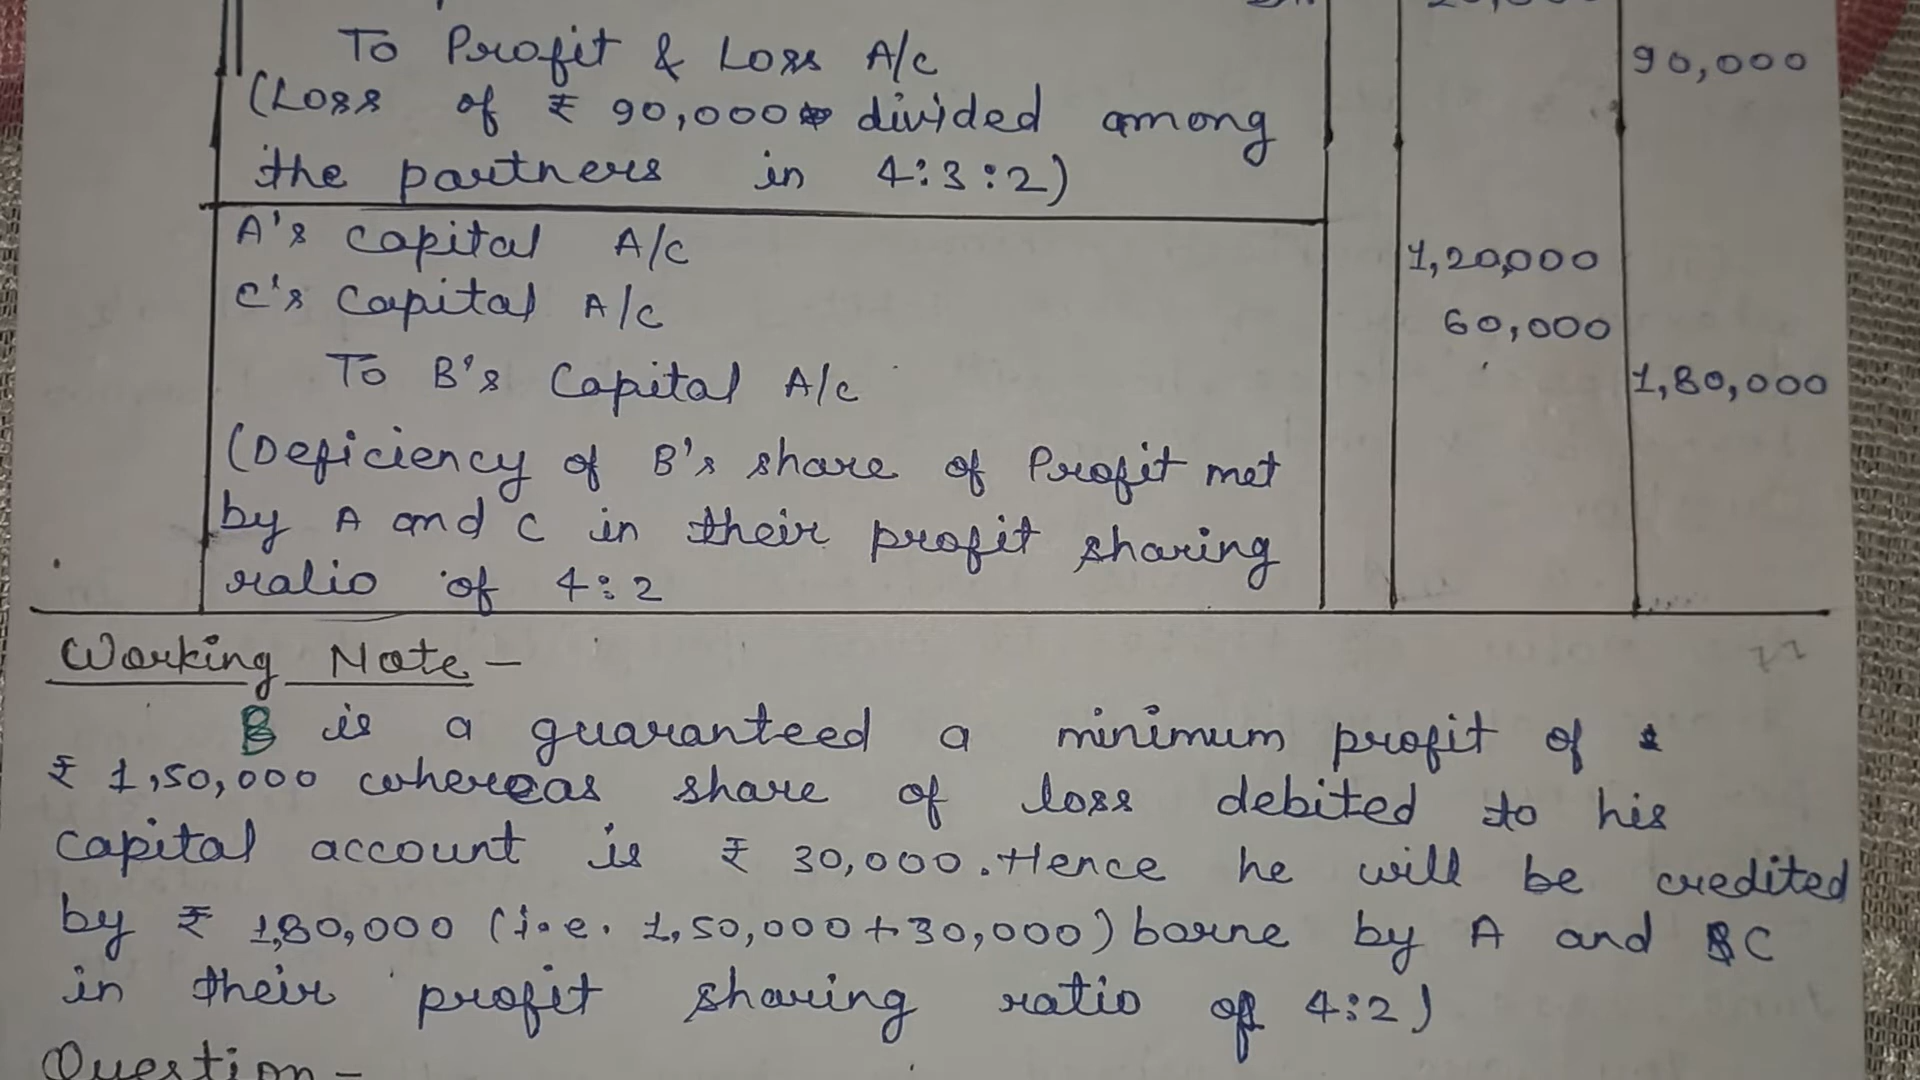 To Profit & Loss A/c 90,000
(Loss of ₹ 90,000 divided among
the partners in 4:3:2)
A's Capital A/c 1,20,000
C's Capital A/c 60,000
To B's Capital A/c 1,80,000
(Deficiency of B's share of Profit met
by A and C in their profit sharing
ratio of 4:2
Working Note -
B is a guaranteed a minimum profit of
₹ 1,50,000 whereas share of loss debited to his
capital account is ₹ 30,000. Hence he will be credited
by ₹ 1,80,000 (i.e. 1,50,000+30,000) borne by A and C
in their profit sharing ratio of 4:2)
Question -